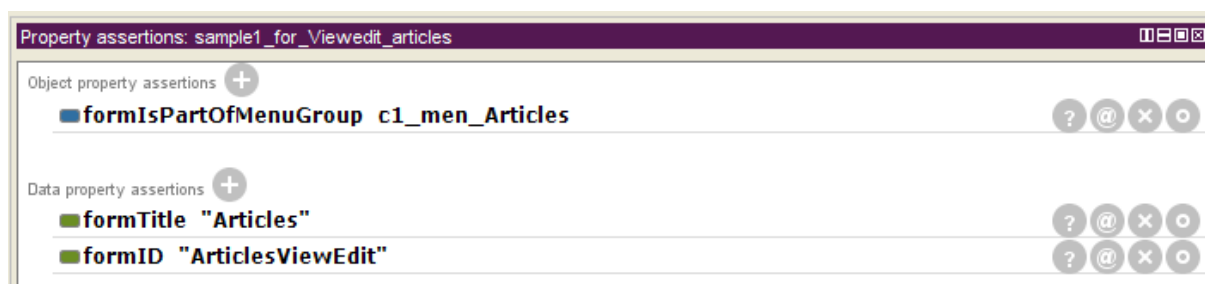 Property assertions: sample1_for_Viewedit_articles
Object property assertions
formIsPartOfMenuGroup c1_men_Articles
Data property assertions
formTitle "Articles"
formID "ArticlesViewEdit"